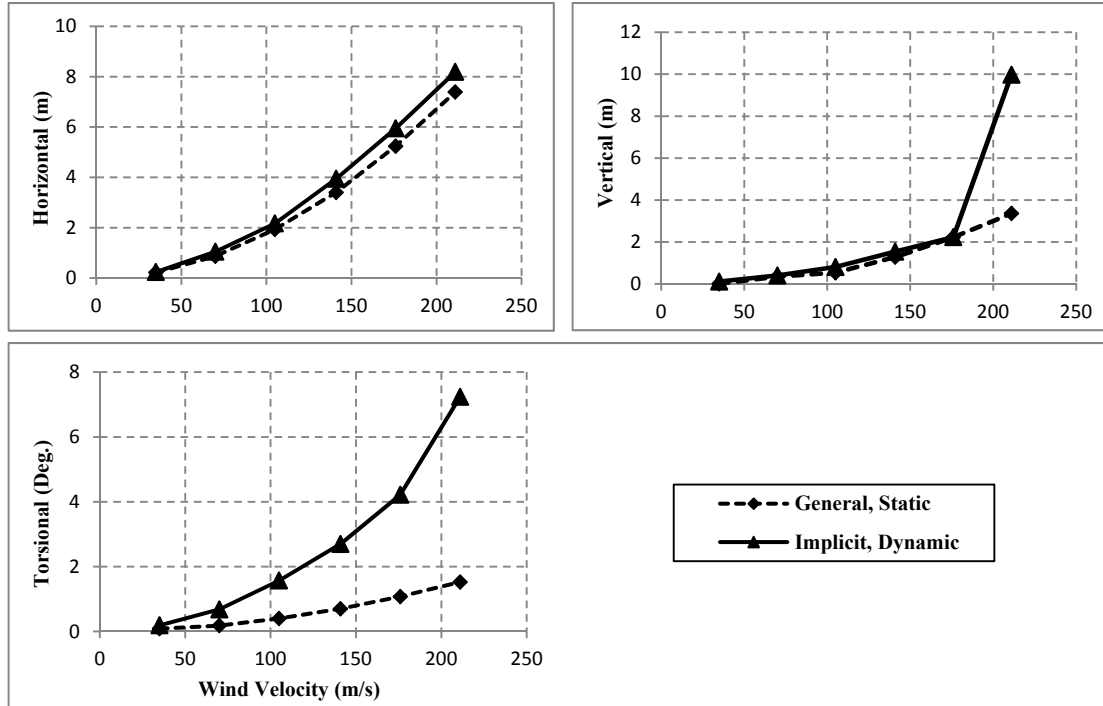 10
8
6
4
2
0
Horizontal (m)
0 50 100 150 200 250
12
10
8
6
4
2
0
Vertical (m)
0 50 100 150 200 250
8
6
4
2
0
Torsional (Deg.)
0 50 100 150 200 250
Wind Velocity (m/s)
General, Static
Implicit, Dynamic